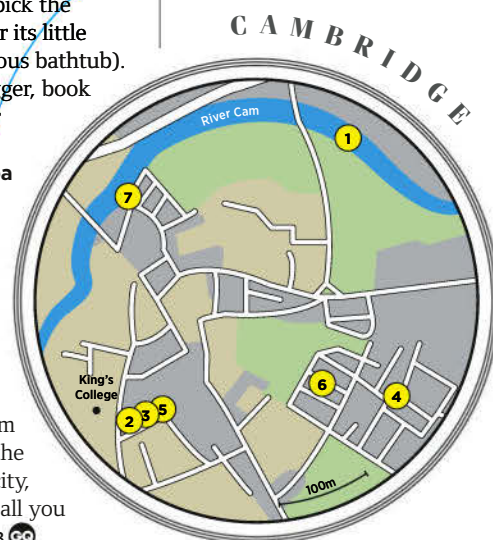 pick the
r its little
ous bathtub).
ger, book
a
CAMBRIDGE
River Cam
1
7
King's
College
6
4
2 3 5
100m
m
he
ity,
all you
GQ